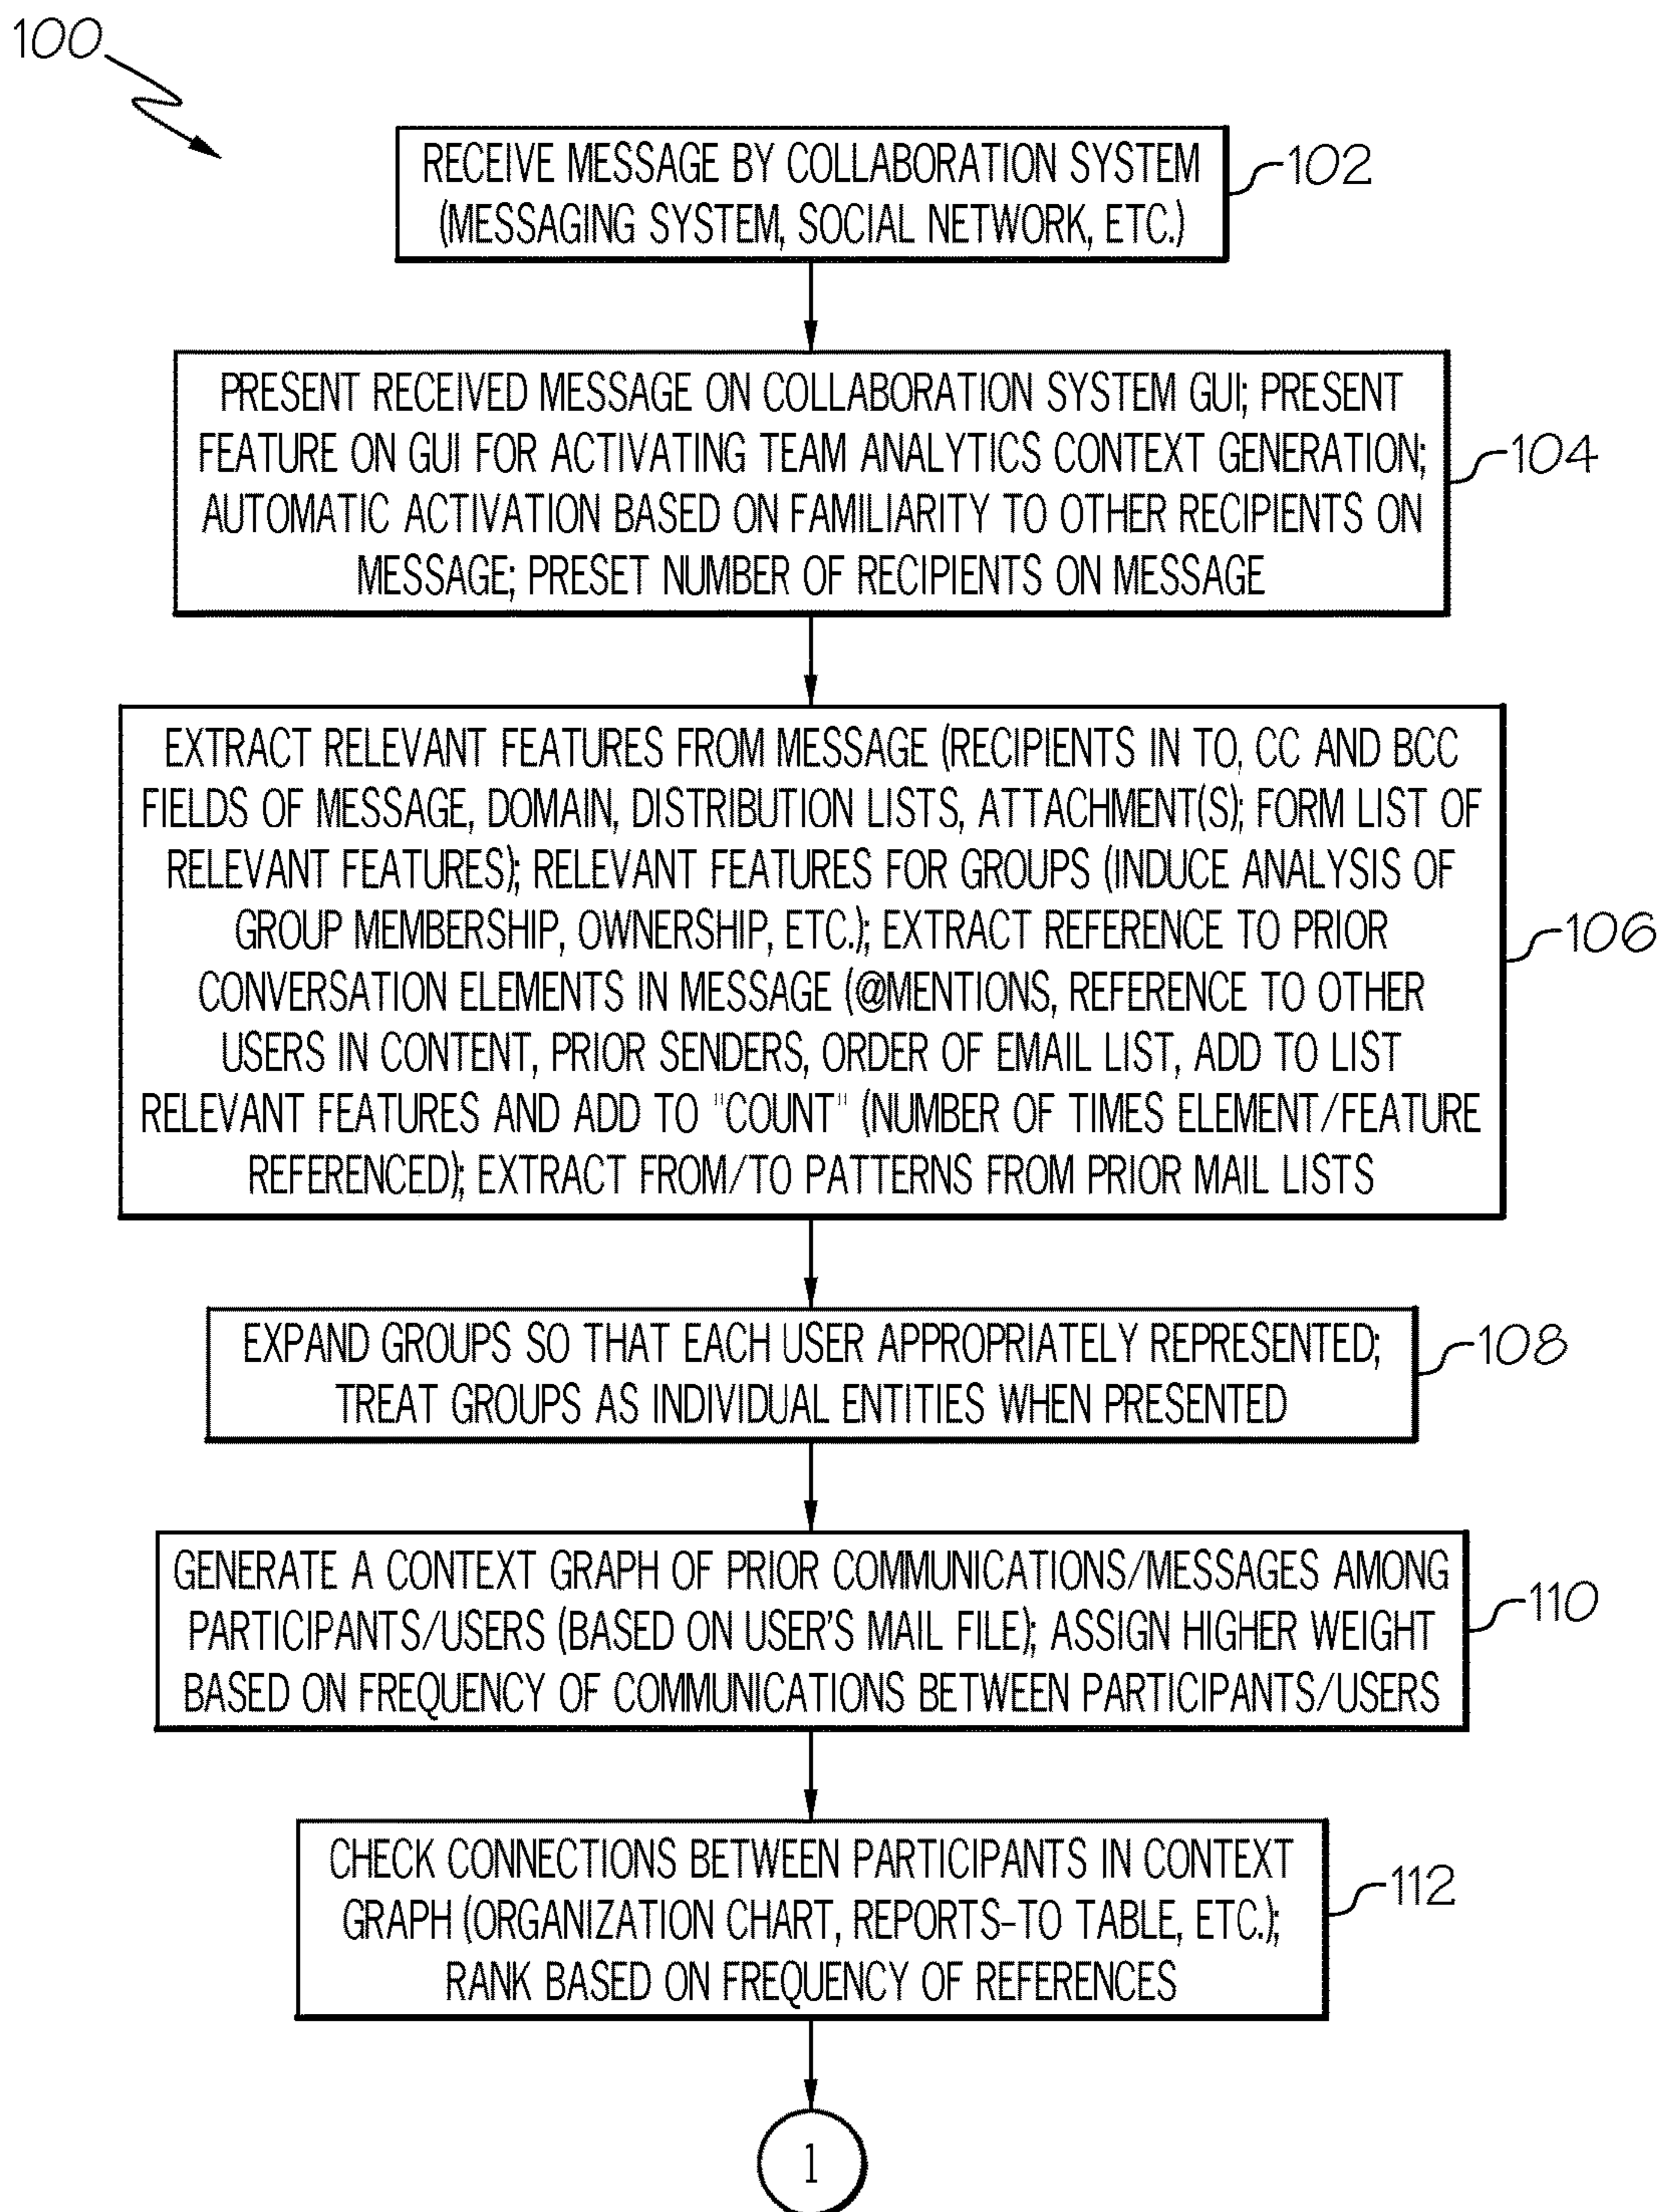 100
RECEIVE MESSAGE BY COLLABORATION SYSTEM
(MESSAGING SYSTEM, SOCIAL NETWORK, ETC.)
102
PRESENT RECEIVED MESSAGE ON COLLABORATION SYSTEM GUI; PRESENT
FEATURE ON GUI FOR ACTIVATING TEAM ANALYTICS CONTEXT GENERATION;
AUTOMATIC ACTIVATION BASED ON FAMILIARITY TO OTHER RECIPIENTS ON
MESSAGE; PRESET NUMBER OF RECIPIENTS ON MESSAGE
104
EXTRACT RELEVANT FEATURES FROM MESSAGE (RECIPIENTS IN TO, CC AND BCC
FIELDS OF MESSAGE, DOMAIN, DISTRIBUTION LISTS, ATTACHMENT(S); FORM LIST OF
RELEVANT FEATURES); RELEVANT FEATURES FOR GROUPS (INDUCE ANALYSIS OF
GROUP MEMBERSHIP, OWNERSHIP, ETC.); EXTRACT REFERENCE TO PRIOR
CONVERSATION ELEMENTS IN MESSAGE (@MENTIONS, REFERENCE TO OTHER
USERS IN CONTENT, PRIOR SENDERS, ORDER OF EMAIL LIST, ADD TO LIST
RELEVANT FEATURES AND ADD TO "COUNT" (NUMBER OF TIMES ELEMENT/FEATURE
REFERENCED); EXTRACT FROM/TO PATTERNS FROM PRIOR MAIL LISTS
106
EXPAND GROUPS SO THAT EACH USER APPROPRIATELY REPRESENTED;
TREAT GROUPS AS INDIVIDUAL ENTITIES WHEN PRESENTED
108
GENERATE A CONTEXT GRAPH OF PRIOR COMMUNICATIONS/MESSAGES AMONG
PARTICIPANTS/USERS (BASED ON USER'S MAIL FILE); ASSIGN HIGHER WEIGHT
BASED ON FREQUENCY OF COMMUNICATIONS BETWEEN PARTICIPANTS/USERS
110
CHECK CONNECTIONS BETWEEN PARTICIPANTS IN CONTEXT
GRAPH (ORGANIZATION CHART, REPORTS-TO TABLE, ETC.);
RANK BASED ON FREQUENCY OF REFERENCES
112
1